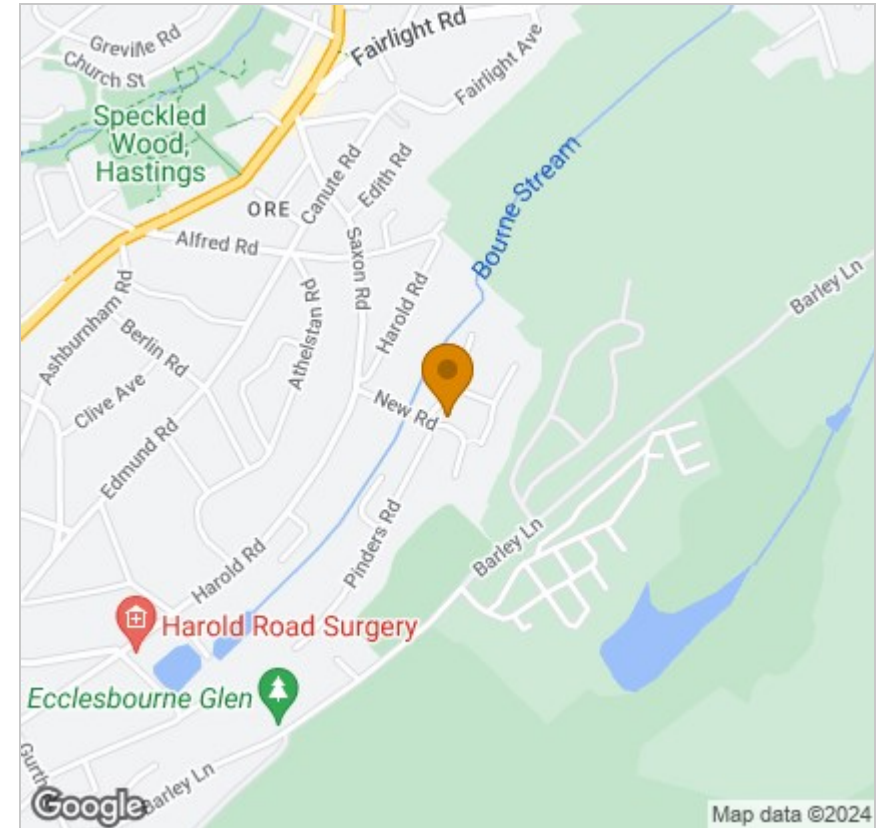 Greville Rd
Church St
Fairlight Rd
Fairlight Ave
Speckled
Wood,
Hastings
ORE
Canute Rd
Edith Rd
Bourne Stream
Alfred Rd
Saxon Rd
Harold Rd
Barley Ln
Ashburnham Rd
Berlin Rd
Athelstan Rd
Clive Ave
New Rd
Edmund Rd
Pinders Rd
Barley Ln
Harold Rd
Harold Road Surgery
Ecclesbourne Glen
Gurth
Barley Ln
Google
Map data ©2024